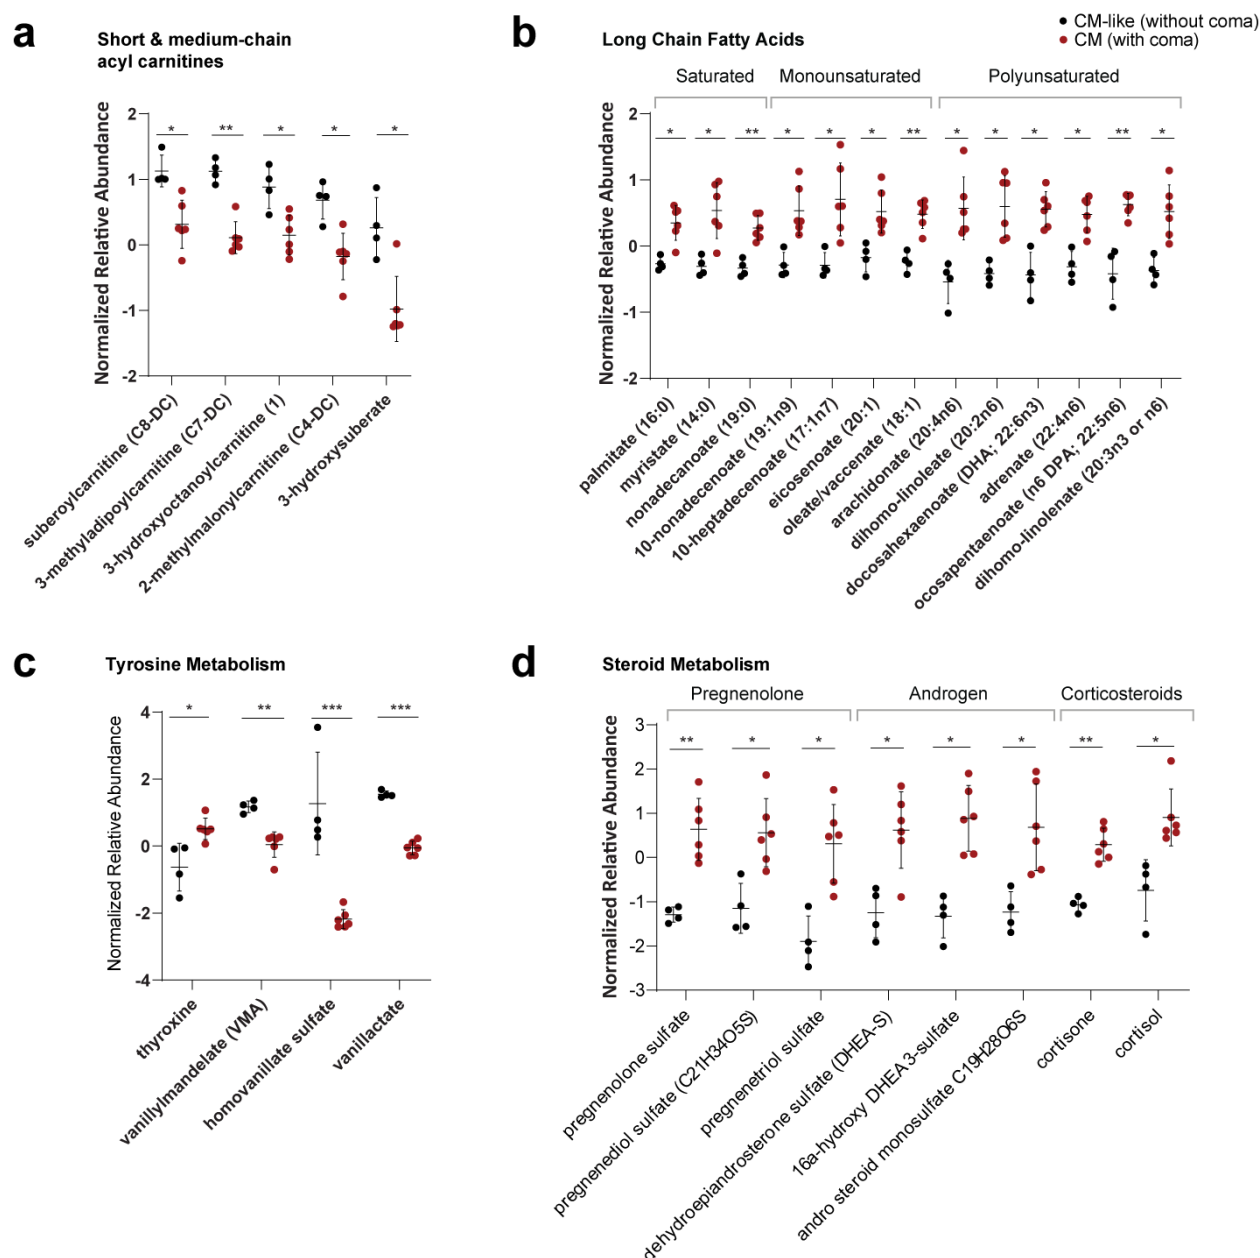 a
Short & medium-chain
acyl carnitines
Normalized Relative Abundance
2
1
0
-1
-2
* ** * * *
suberoylcarnitine (C8-DC)
3-methyladipoylcarnitine (C7-DC)
3-hydroxyoctanoylcarnitine (1)
2-methylmalonylcarnitine (C4-DC)
3-hydroxysuberate
b
Long Chain Fatty Acids
CM-like (without coma)
CM (with coma)
Saturated Monounsaturated Polyunsaturated
Normalized Relative Abundance
2
1
0
-1
-2
* * ** * * * ** * * * * ** *
palmitate (16:0)
myristate (14:0)
nonadecanoate (19:0)
10-nonadecenoate (19:1n9)
10-heptadecenoate (17:1n7)
eicosenoate (20:1)
oleate/vaccenate (18:1)
arachidonate (20:4n6)
dihomo-linoleate (20:2n6)
docosahexaenoate (DHA; 22:6n3)
adrenate (22:4n6)
ocosapentaenoate (n6 DPA; 22:5n6)
dihomo-linolenate (20:3n3 or n6)
c
Tyrosine Metabolism
Normalized Relative Abundance
4
2
0
-2
-4
* ** *** ***
thyroxine
vanillylmandelate (VMA)
homovanillate sulfate
vanillactate
d
Steroid Metabolism
Pregnenolone Androgen Corticosteroids
Normalized Relative Abundance
3
2
1
0
-1
-2
-3
** * * * * * ** *
pregnenolone sulfate
pregnenediol sulfate (C21H34O5S)
pregnenetriol sulfate
dehydroepiandrosterone sulfate (DHEA-S)
16a-hydroxy DHEA 3-sulfate
andro steroid monosulfate C19H28O6S
cortisone
cortisol